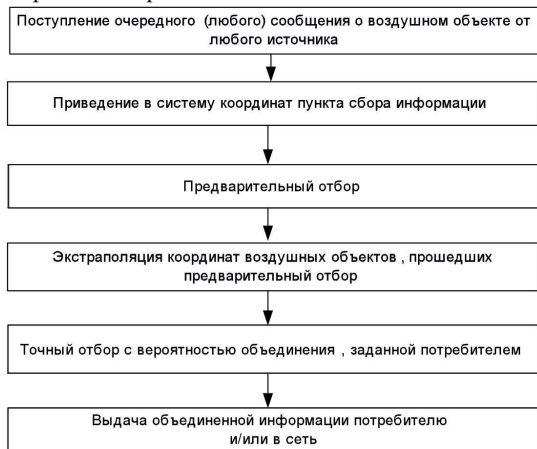 Поступление очередного (любого) сообщения о воздушном объекте от
любого источника
Приведение в систему координат пункта сбора информации
Предварительный отбор
Экстраполяция координат воздушных объектов , прошедших
предварительный отбор
Точный отбор с вероятностью объединения , заданной потребителем
Выдача объединенной информации потребителю
и/или в сеть